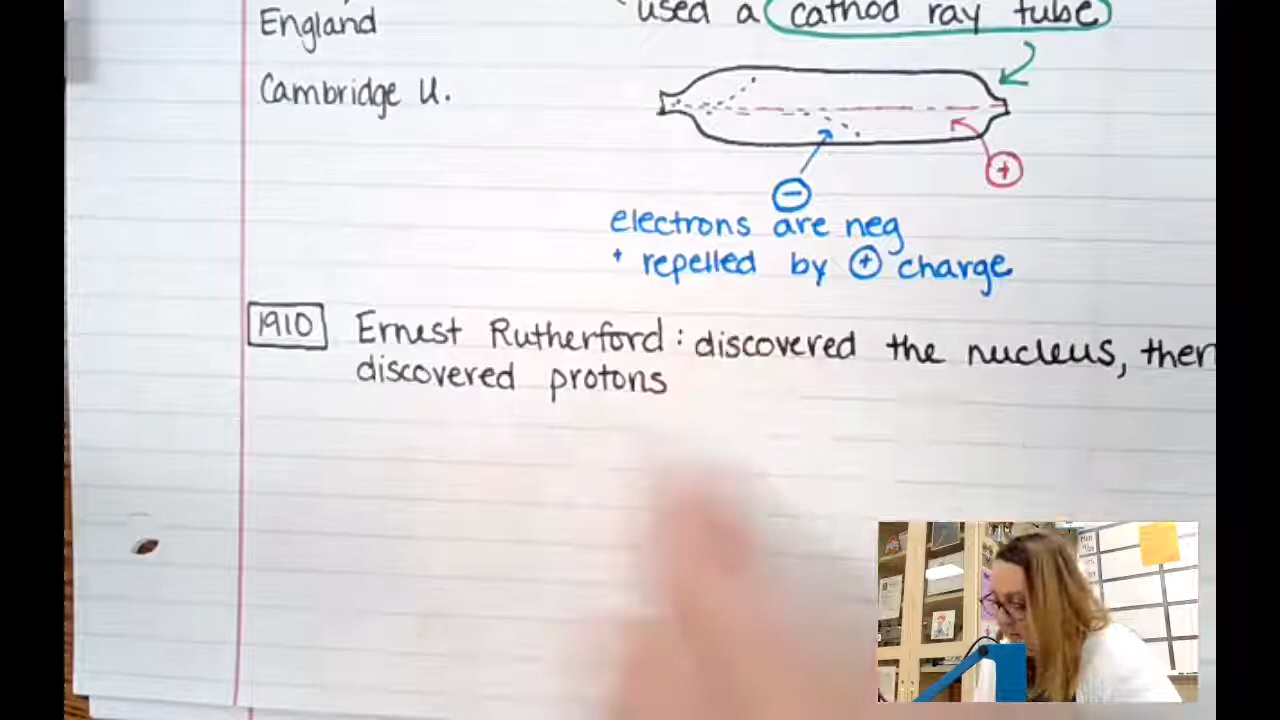 England
Cambridge U.
used a cathod ray tube
+
−
electrons are neg
+ repelled by + charge
1910
Ernest Rutherford: discovered the nucleus, then
discovered protons